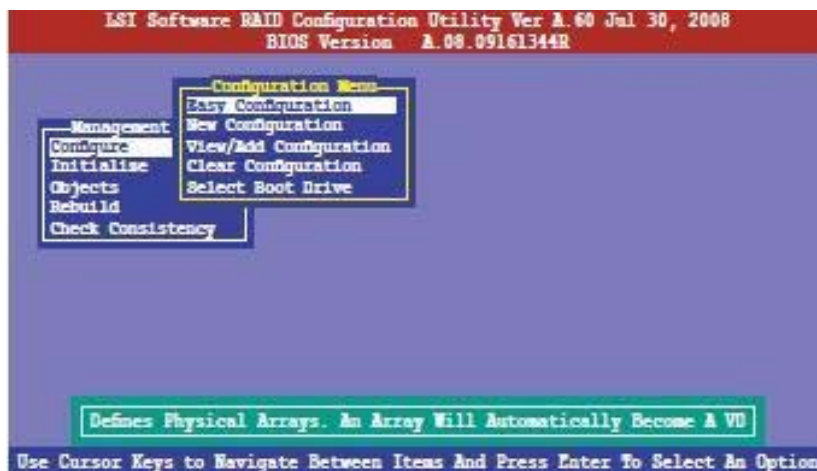 LSI Software RAID Configuration Utility Ver A.60 Jul 30, 2008
BIOS Version A.08.09161344R
Configuration Menu
Easy Configuration
New Configuration
View/Add Configuration
Clear Configuration
Select Boot Drive
Management
Configure
Initialise
Objects
Rebuild
Check Consistency
Defines Physical Arrays. An Array Will Automatically Become A VD
Use Cursor Keys to Navigate Between Items And Press Enter To Select An Option